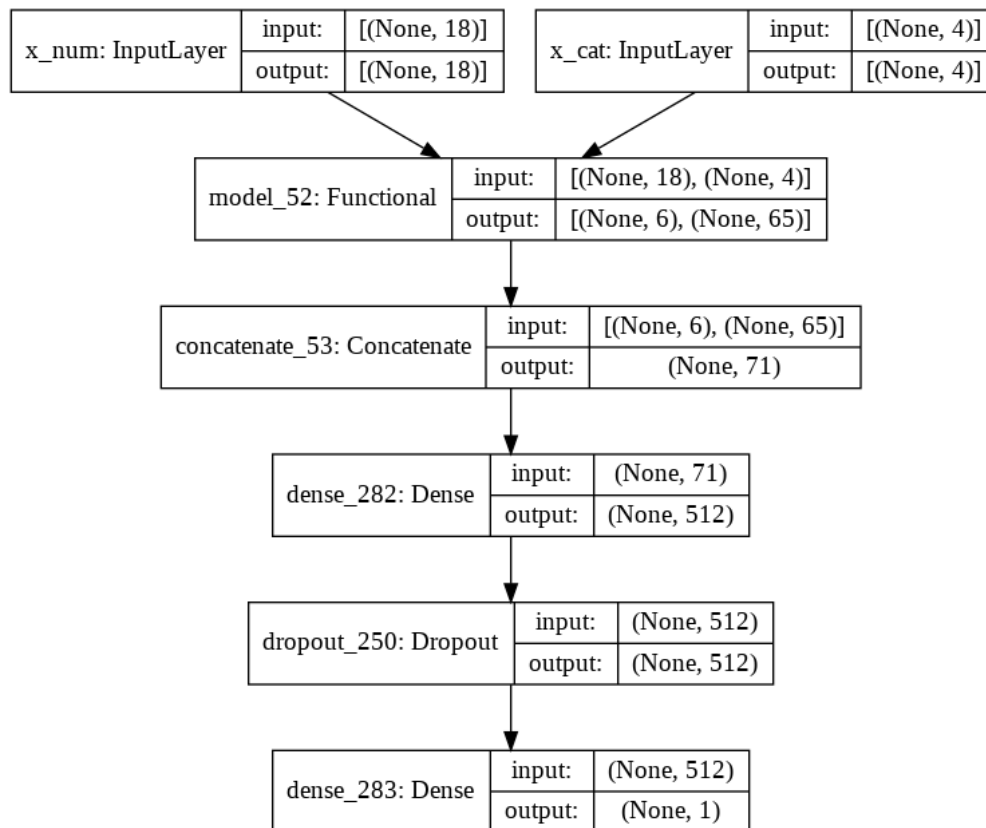 x_num: InputLayer
input: [(None, 18)]
output: [(None, 18)]
x_cat: InputLayer
input: [(None, 4)]
output: [(None, 4)]
model_52: Functional
input: [(None, 18), (None, 4)]
output: [(None, 6), (None, 65)]
concatenate_53: Concatenate
input: [(None, 6), (None, 65)]
output: (None, 71)
dense_282: Dense
input: (None, 71)
output: (None, 512)
dropout_250: Dropout
input: (None, 512)
output: (None, 512)
dense_283: Dense
input: (None, 512)
output: (None, 1)